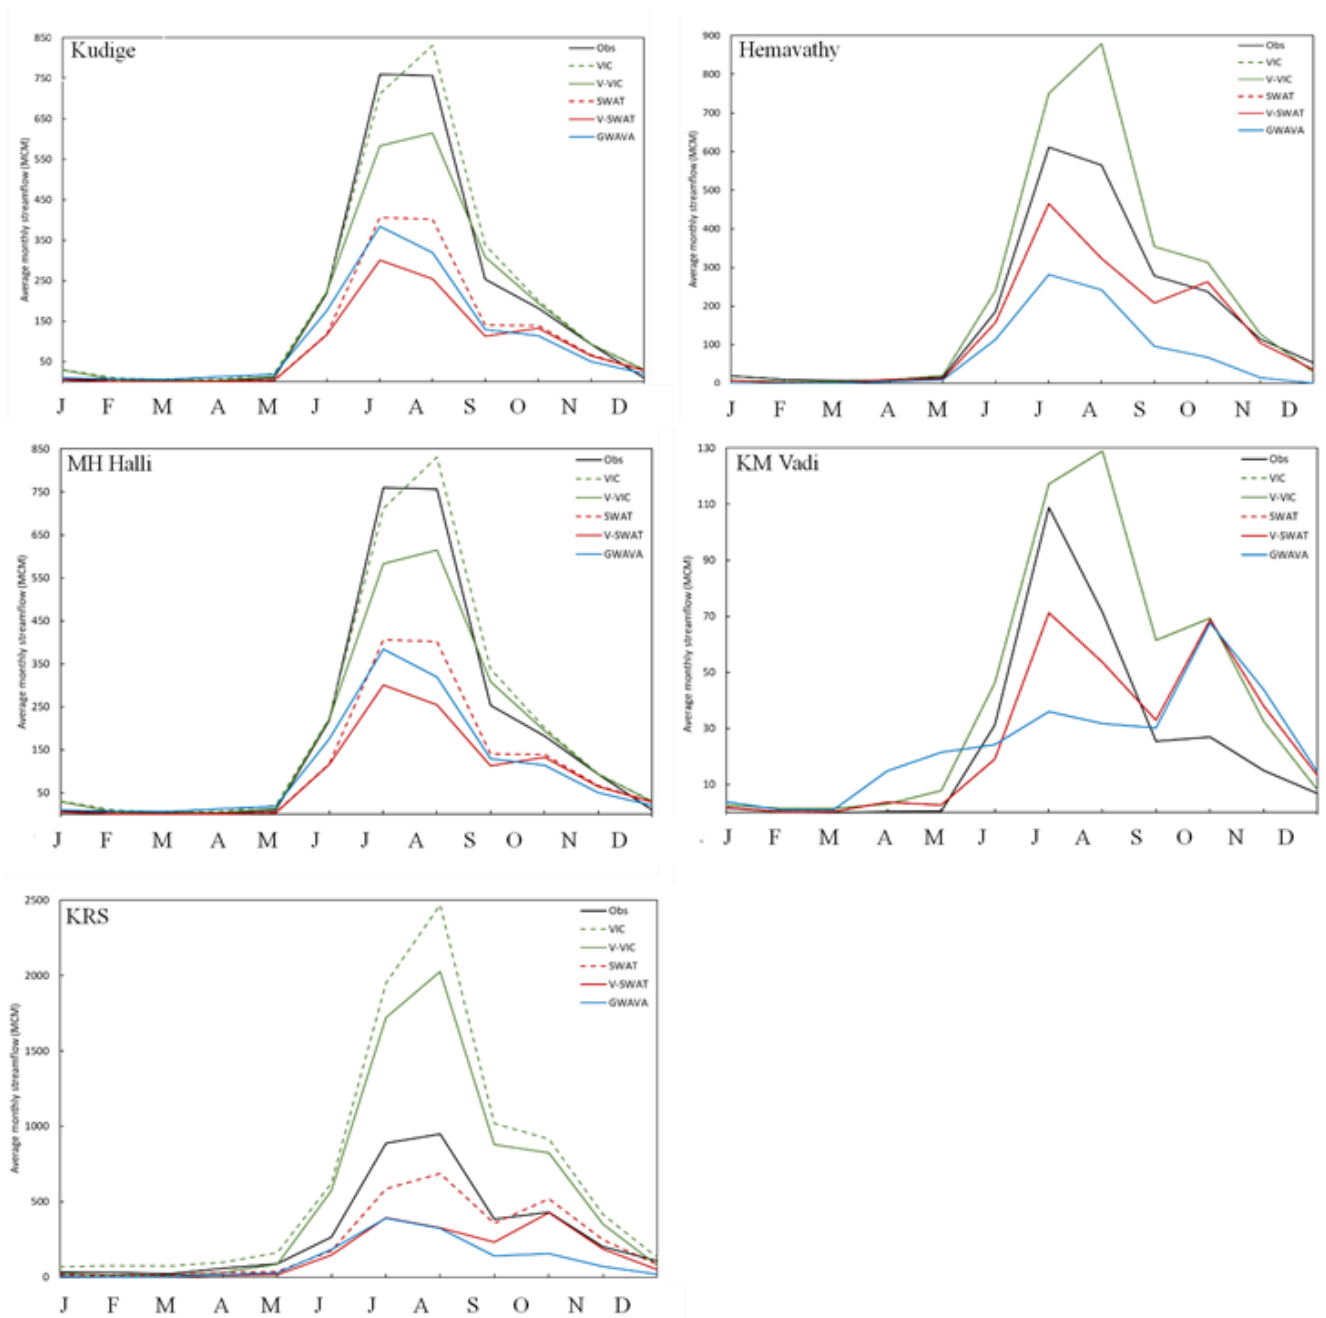 Kudige
Average monthly streamflow (MCM)
850
750
650
550
450
350
250
150
50
Obs
VIC
V-VIC
SWAT
V-SWAT
GWAVA
J F M A M J J A S O N D
Hemavathy
Average monthly streamflow (MCM)
900
800
700
600
500
400
300
200
100
0
Obs
VIC
V-VIC
SWAT
V-SWAT
GWAVA
J F M A M J J A S O N D
MH Halli
Average monthly streamflow (MCM)
850
750
650
550
450
350
250
150
50
Obs
VIC
V-VIC
SWAT
V-SWAT
GWAVA
J F M A M J J A S O N D
KM Vadi
Average monthly streamflow (MCM)
130
110
90
70
50
30
10
Obs
VIC
V-VIC
SWAT
V-SWAT
GWAVA
J F M A M J J A S O N D
KRS
Average monthly streamflow (MCM)
2500
2000
1500
1000
500
0
Obs
VIC
V-VIC
SWAT
V-SWAT
GWAVA
J F M A M J J A S O N D